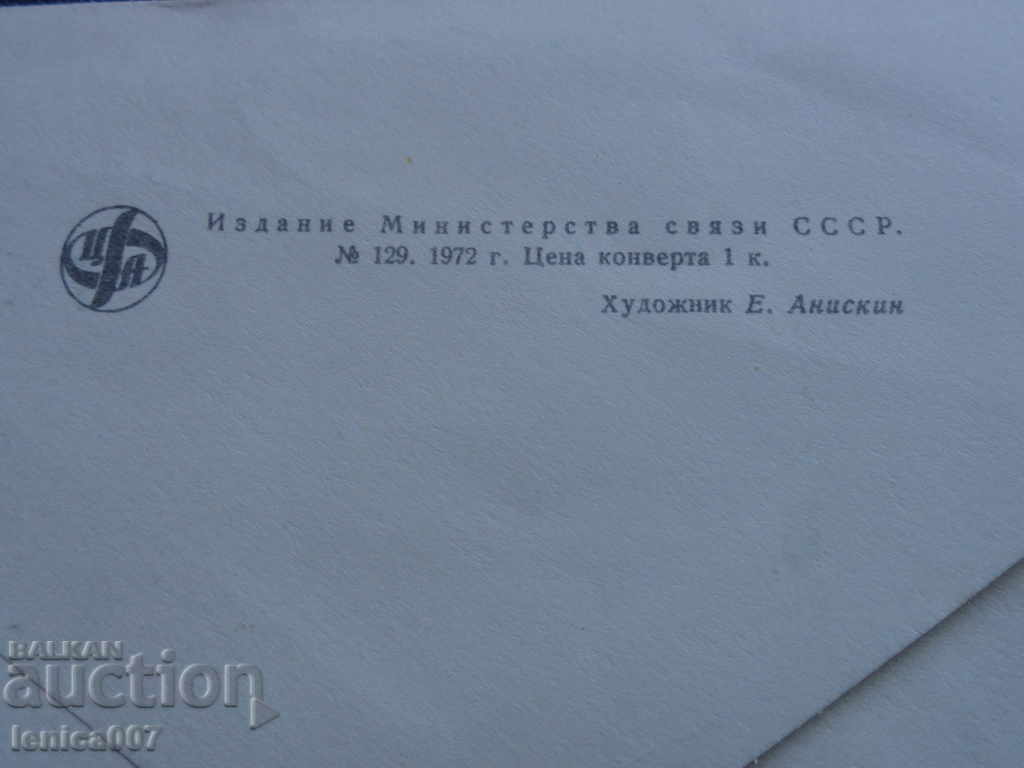 Издание Министерства связи СССР.
№ 129. 1972 г. Цена конверта 1 к.
Художник Е. Анискин
ЦФА
BALKAN
auction
lenica007